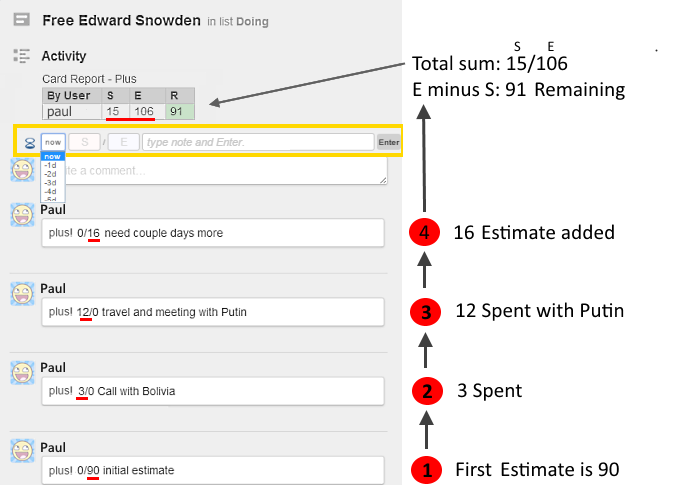 Free Edward Snowden in list Doing
Activity
Card Report - Plus
By User S E R
paul 15 106 91
now S / E type note and Enter. Enter
now
-1d
-2d
-3d
-4d
-5d
a comment...
Paul
plus! 0/16 need couple days more
Paul
plus! 12/0 travel and meeting with Putin
Paul
plus! 3/0 Call with Bolivia
Paul
plus! 0/90 initial estimate
S E
Total sum: 15/106
E minus S: 91 Remaining
4 16 Estimate added
3 12 Spent with Putin
2 3 Spent
1 First Estimate is 90